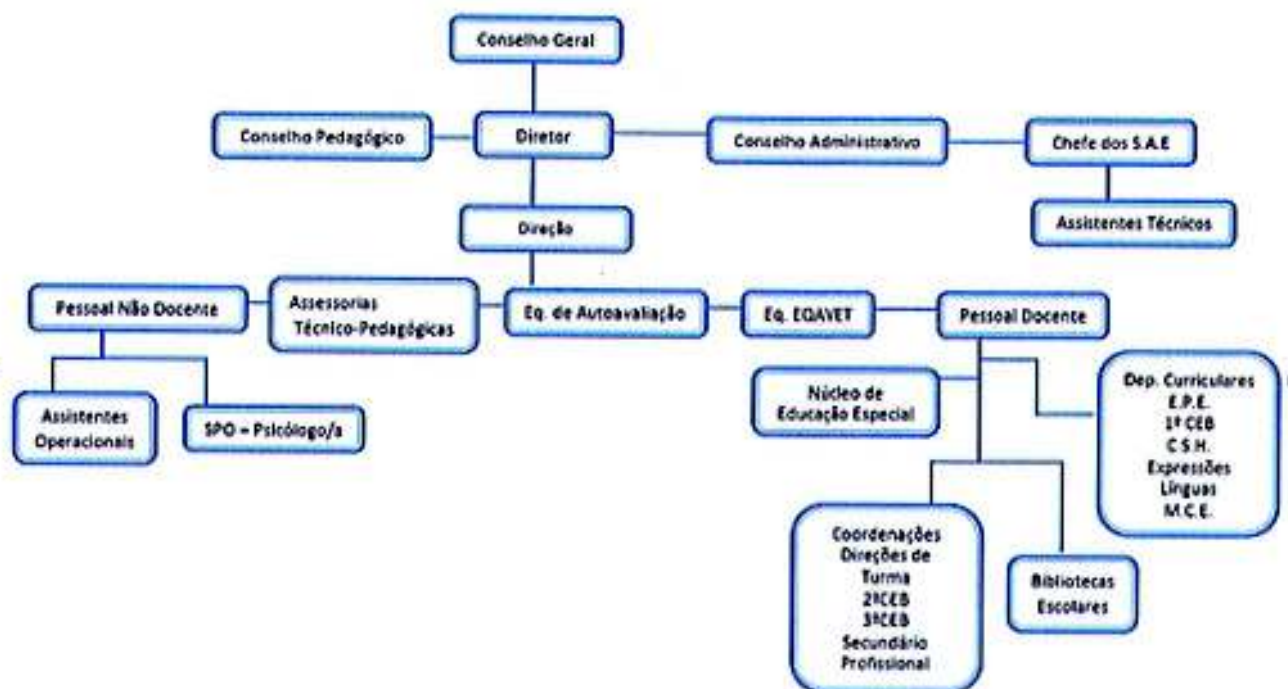 Conselho Geral
Conselho Pedagógico
Diretor
Conselho Administrativo
Chefe dos S.A.E
Direção
Assistentes Técnicos
Pessoal Não Docente
Assessorias
Técnico-Pedagógicas
Eq. de Autoavaliação
Eq. EQAVET
Pessoal Docente
Assistentes
Operacionais
SPO – Psicólogo/a
Núcleo de
Educação Especial
Dep. Curriculares
E.P.E.
1º CEB
C.S.H.
Expressões
Línguas
M.C.E.
Coordenações
Direções de
Turma
2ºCEB
3ºCEB
Secundário
Profissional
Bibliotecas
Escolares